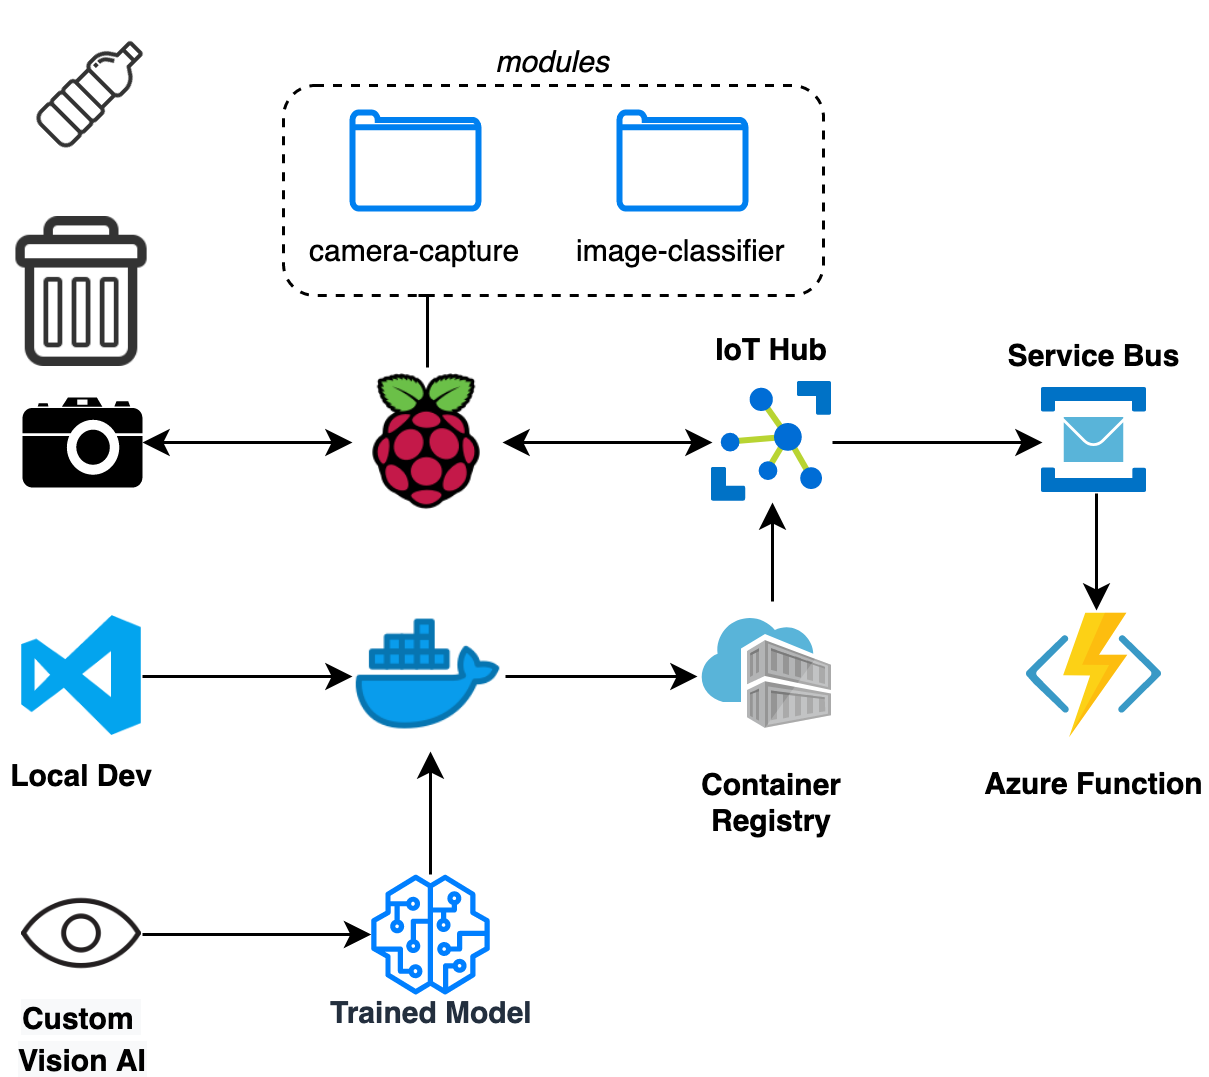 modules
camera-capture
image-classifier
IoT Hub
Service Bus
Local Dev
Container
Registry
Azure Function
Trained Model
Custom
Vision AI